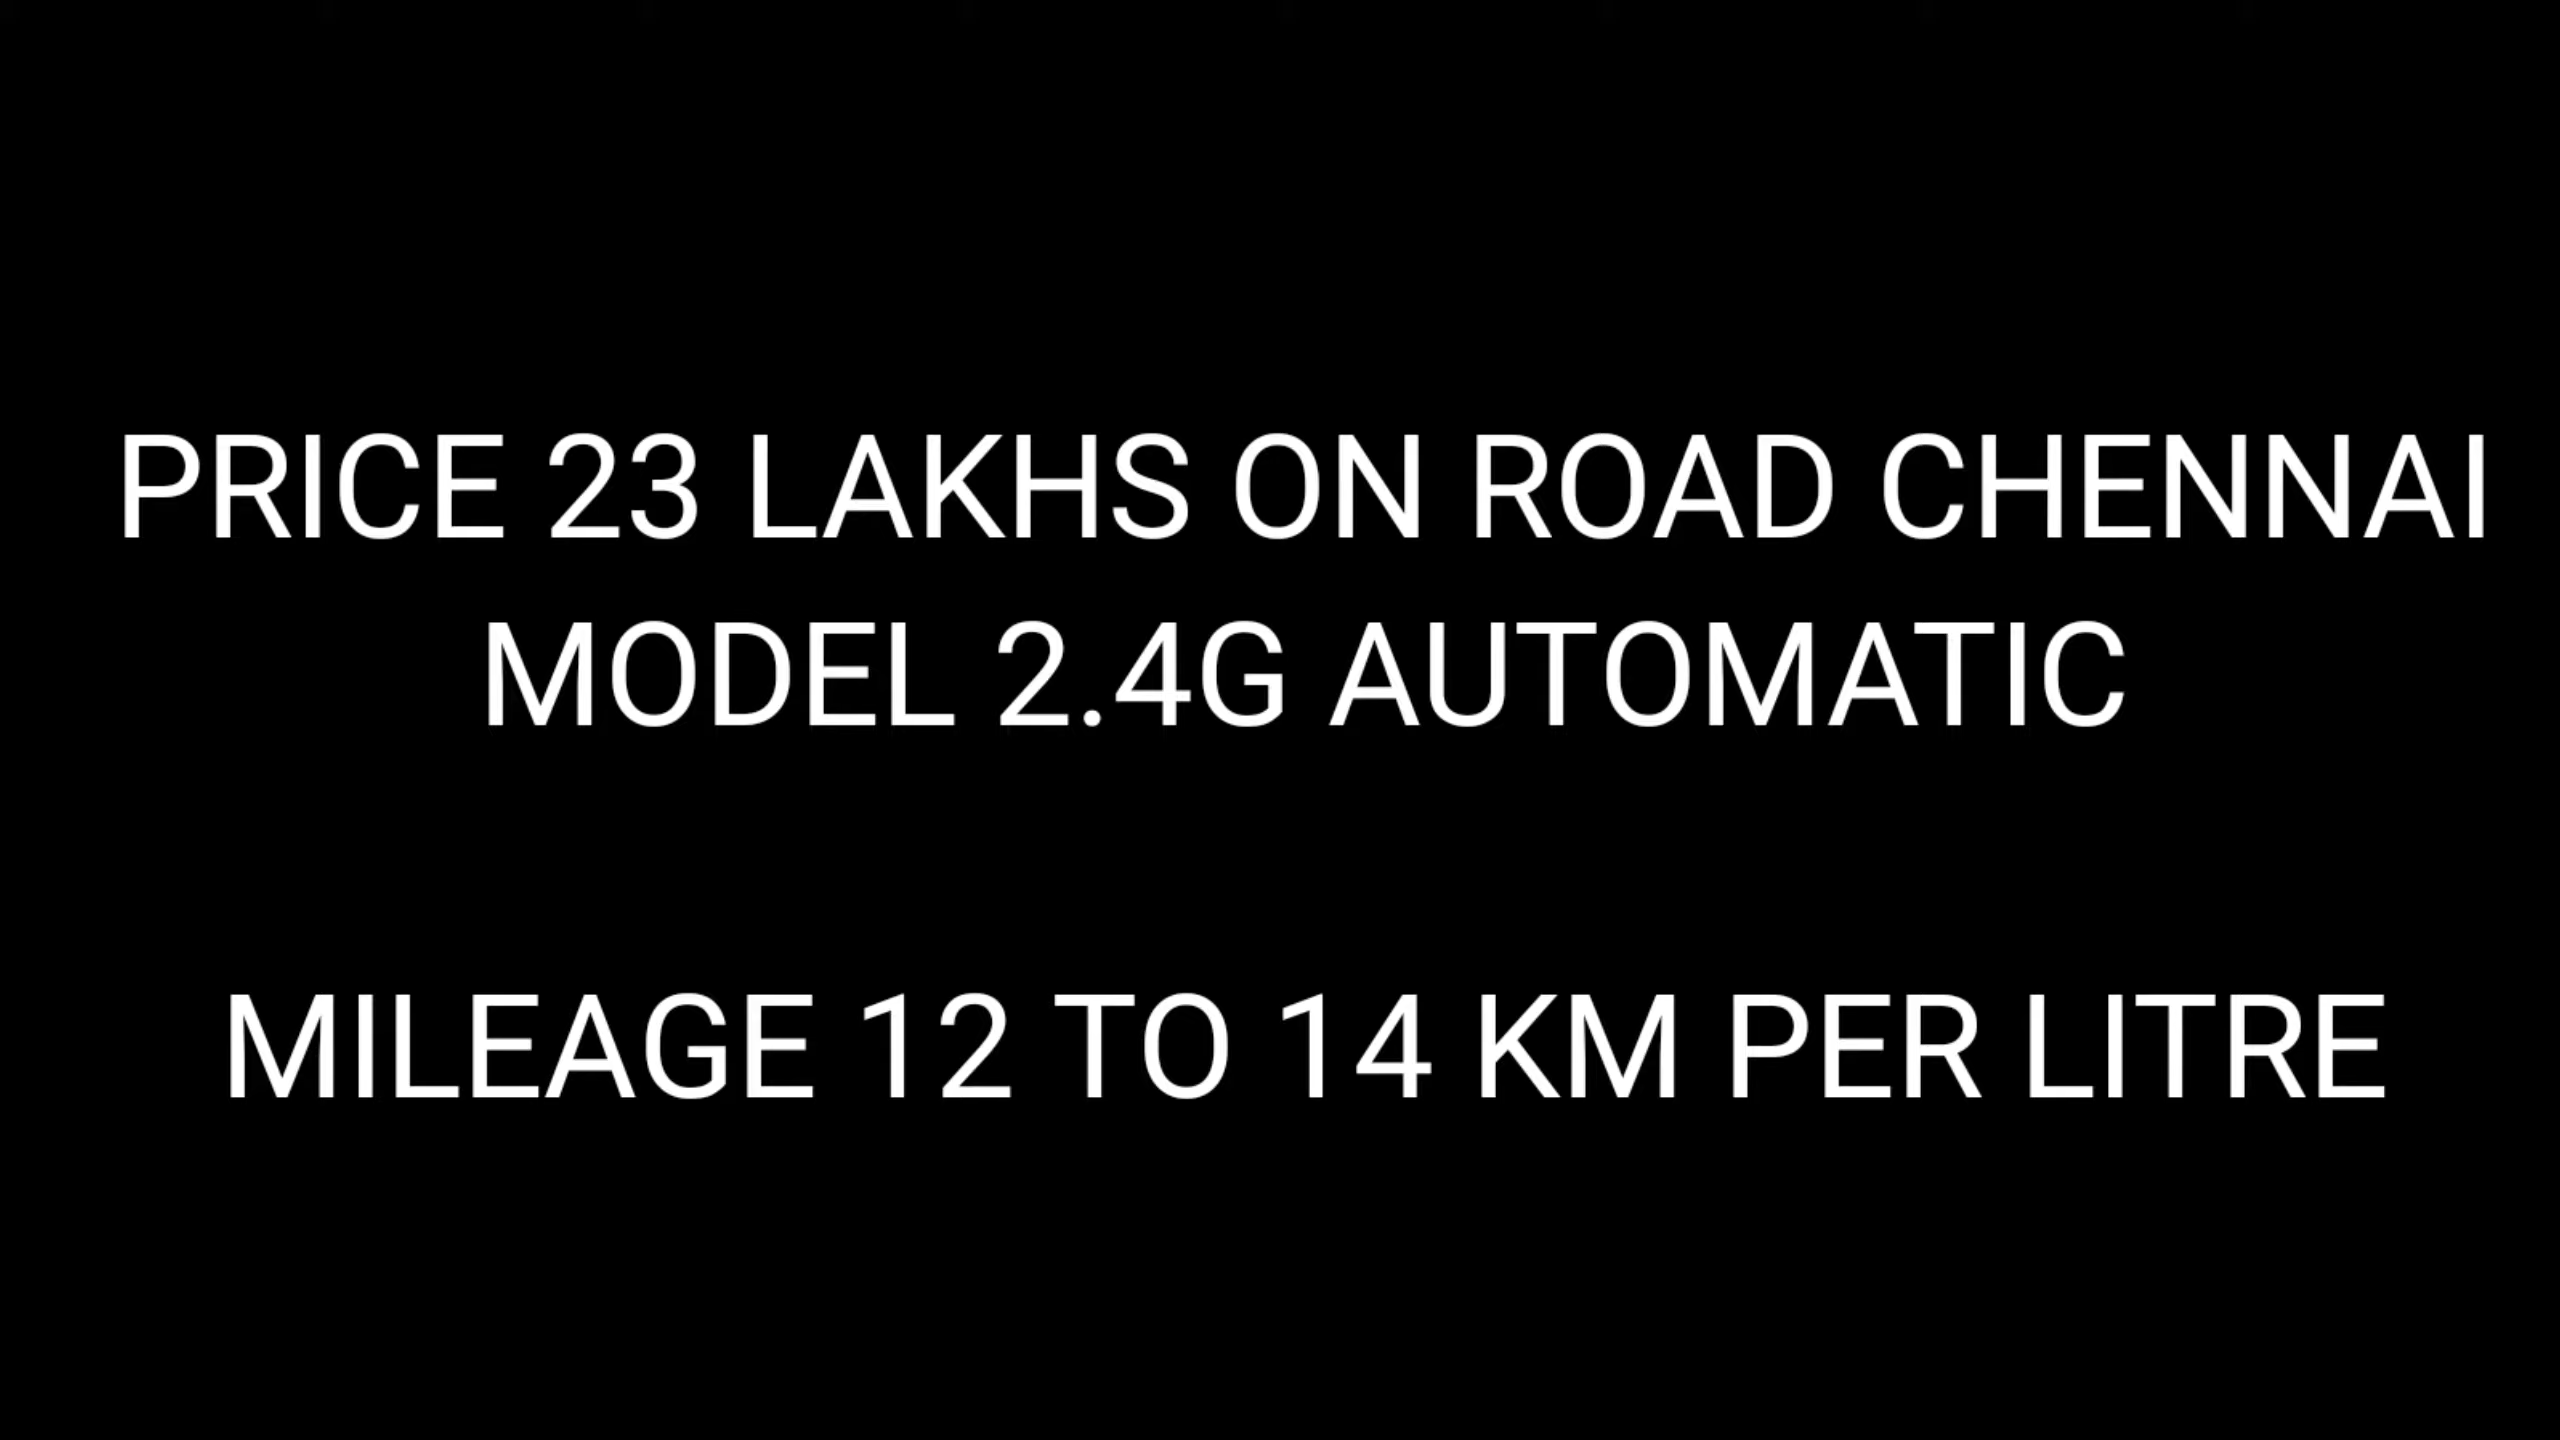 PRICE 23 LAKHS ON ROAD CHENNAI
MODEL 2.4G AUTOMATIC
MILEAGE 12 TO 14 KM PER LITRE